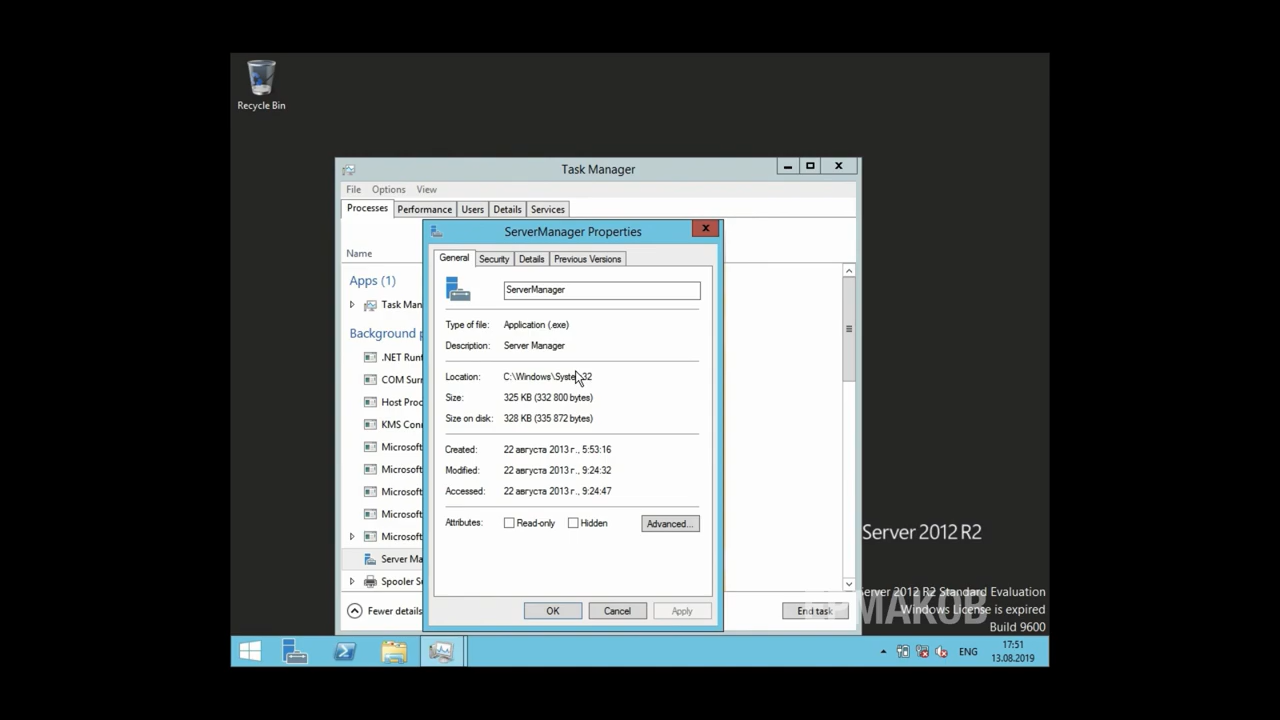 Recycle Bin
Task Manager
File Options View
Processes Performance Users Details Services
Name
Apps (1)
Task Man
Background p
.NET Runt
COM Surr
Host Proc
KMS Conn
Microsoft
Microsoft
Microsoft
Microsoft
Microsoft
Server Ma
Spooler S
Fewer details
End task
ServerManager Properties
General Security Details Previous Versions
ServerManager
Type of file: Application (.exe)
Description: Server Manager
Location: C:\Windows\System32
Size: 325 KB (332 800 bytes)
Size on disk: 328 KB (335 872 bytes)
Created: 22 августа 2013 г., 5:53:16
Modified: 22 августа 2013 г., 9:24:32
Accessed: 22 августа 2013 г., 9:24:47
Attributes: Read-only Hidden Advanced...
OK Cancel Apply
Server 2012 R2
Server 2012 R2 Standard Evaluation
Windows License is expired
Build 9600
ENG
17:51
13.08.2019